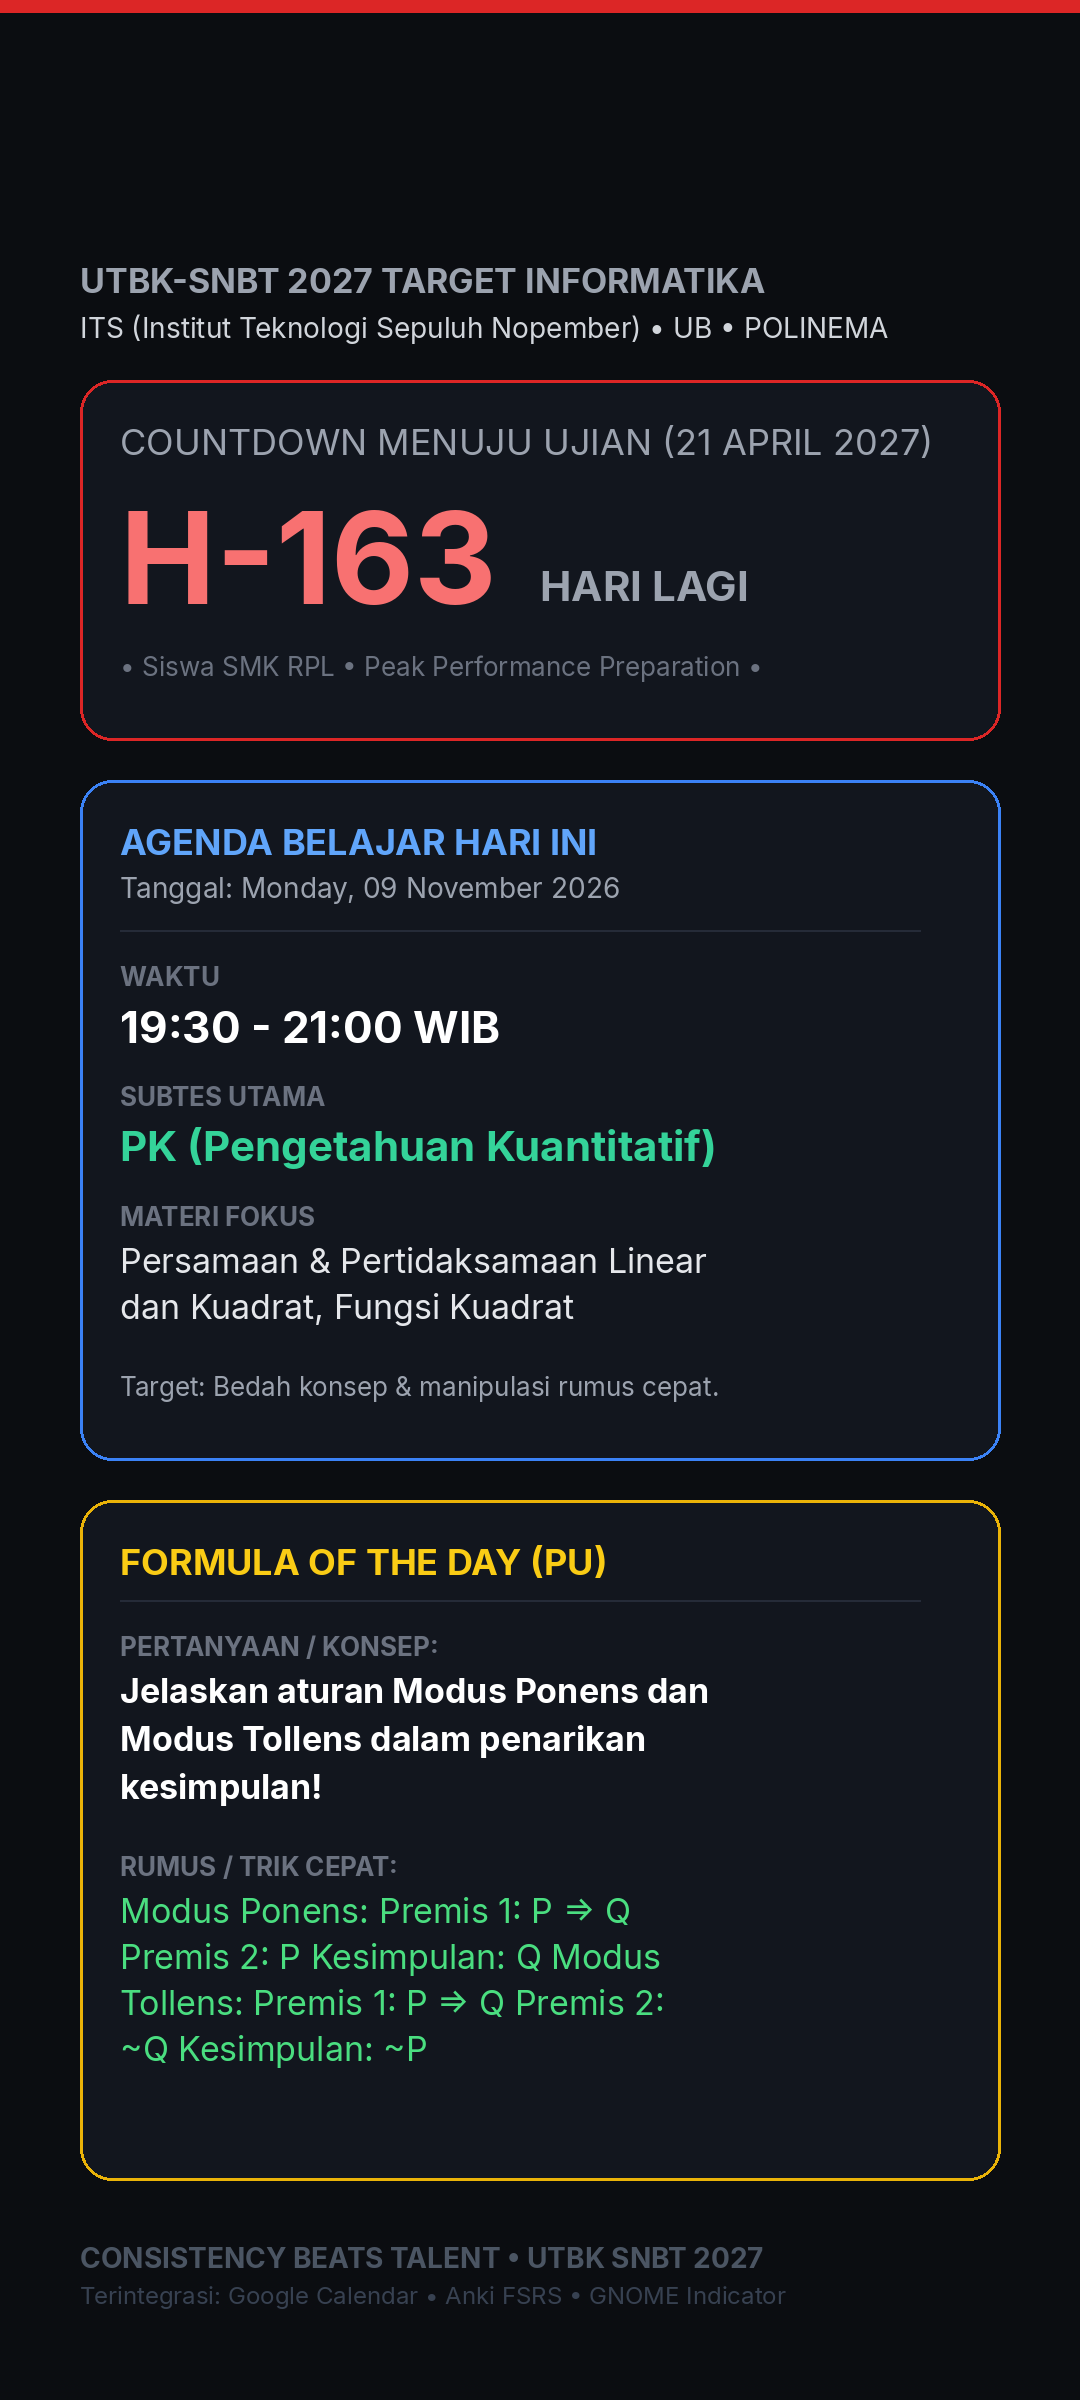 UTBK-SNBT 2027 TARGET INFORMATIKA
ITS (Institut Teknologi Sepuluh Nopember) • UB • POLINEMA
COUNTDOWN MENUJU UJIAN (21 APRIL 2027)
H-163 HARI LAGI
• Siswa SMK RPL • Peak Performance Preparation •
AGENDA BELAJAR HARI INI
Tanggal: Monday, 09 November 2026
WAKTU
19:30 - 21:00 WIB
SUBTES UTAMA
PK (Pengetahuan Kuantitatif)
MATERI FOKUS
Persamaan & Pertidaksamaan Linear
dan Kuadrat, Fungsi Kuadrat
Target: Bedah konsep & manipulasi rumus cepat.
FORMULA OF THE DAY (PU)
PERTANYAAN / KONSEP:
Jelaskan aturan Modus Ponens dan
Modus Tollens dalam penarikan
kesimpulan!
RUMUS / TRIK CEPAT:
Modus Ponens: Premis 1: P ⇒ Q
Premis 2: P Kesimpulan: Q Modus
Tollens: Premis 1: P ⇒ Q Premis 2:
~Q Kesimpulan: ~P
CONSISTENCY BEATS TALENT • UTBK SNBT 2027
Terintegrasi: Google Calendar • Anki FSRS • GNOME Indicator